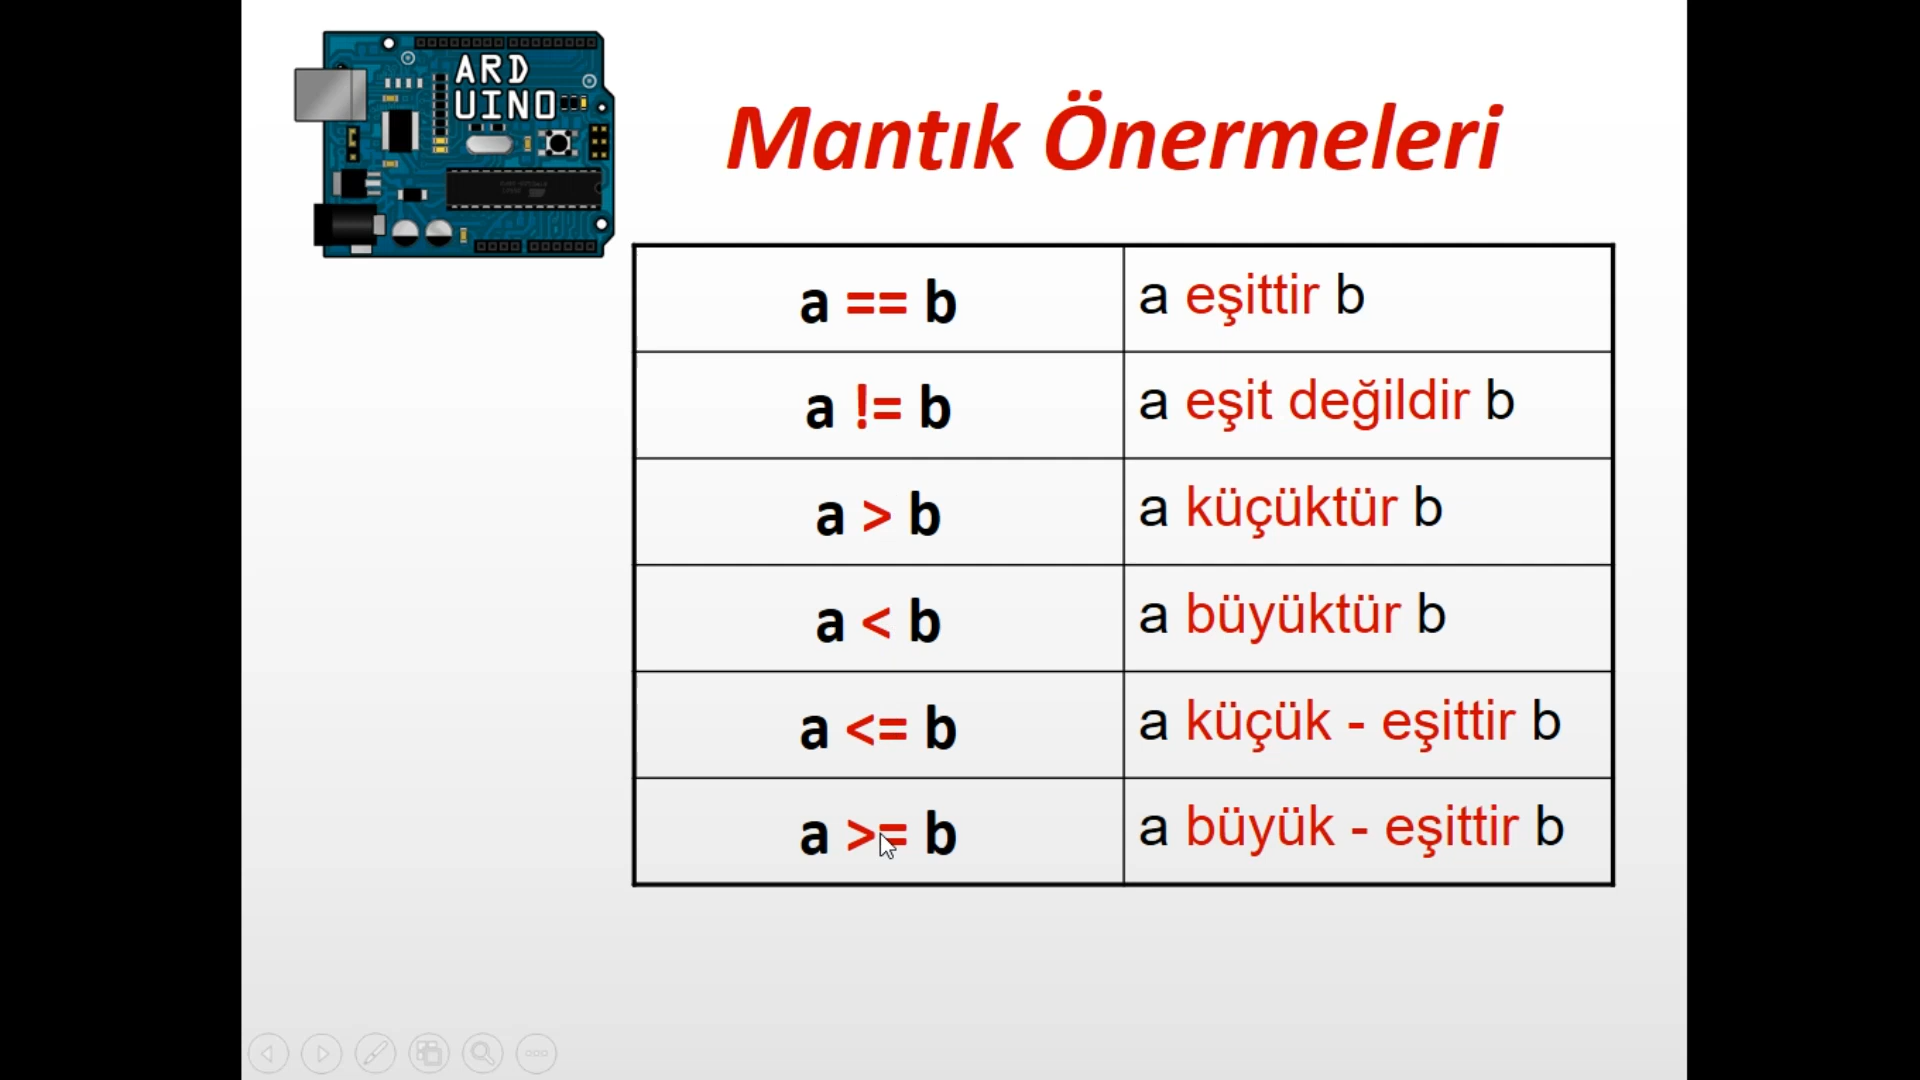 ARD
UINO
Mantık Önermeleri
a == b
a eşittir b
a != b
a eşit değildir b
a > b
a küçüktür b
a < b
a büyüktür b
a <= b
a küçük - eşittir b
a >= b
a büyük - eşittir b